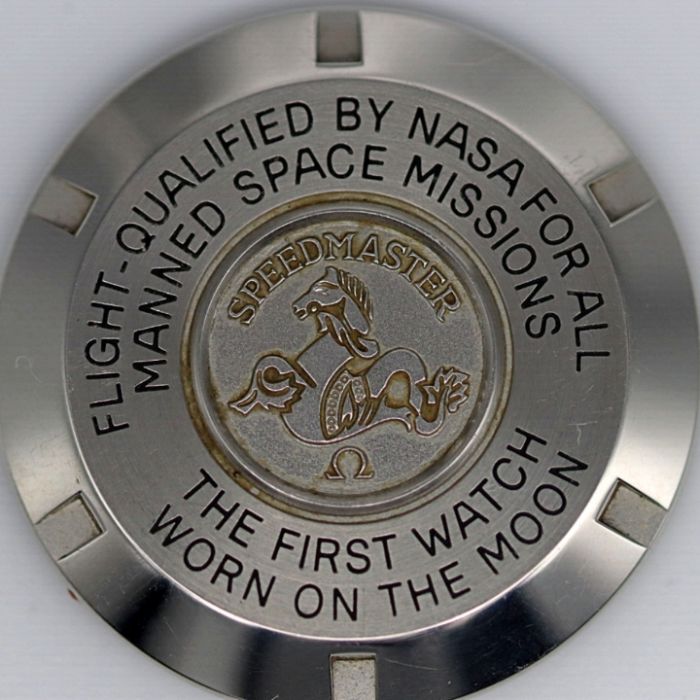 FLIGHT-QUALIFIED BY NASA FOR ALL
MANNED SPACE MISSIONS
SPEEDMASTER
Ω
THE FIRST WATCH
WORN ON THE MOON